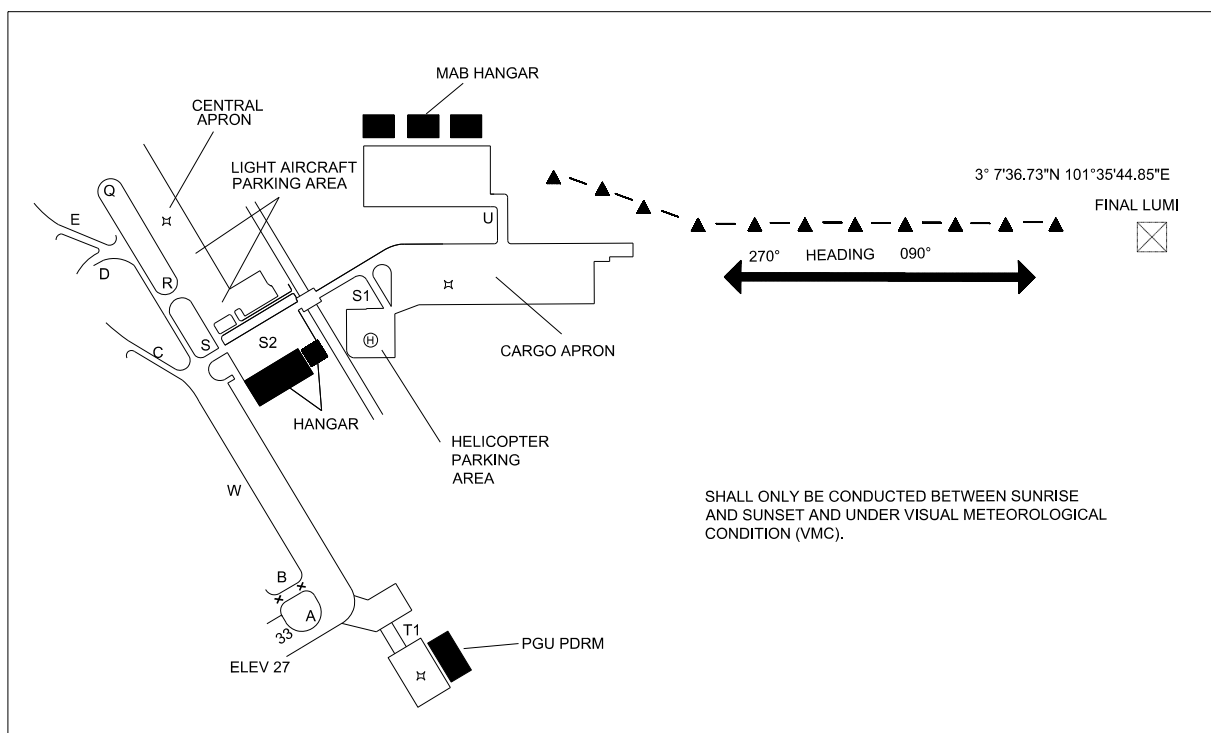 MAB HANGAR
CENTRAL
APRON
LIGHT AIRCRAFT
PARKING AREA
3° 7'36.73"N 101°35'44.85"E
FINAL LUMI
Q
E
D
R
U
270° HEADING 090°
S1
H
S
S2
C
CARGO APRON
HANGAR
HELICOPTER
PARKING
AREA
W
SHALL ONLY BE CONDUCTED BETWEEN SUNRISE
AND SUNSET AND UNDER VISUAL METEOROLOGICAL
CONDITION (VMC).
B
A
33
T1
PGU PDRM
ELEV 27